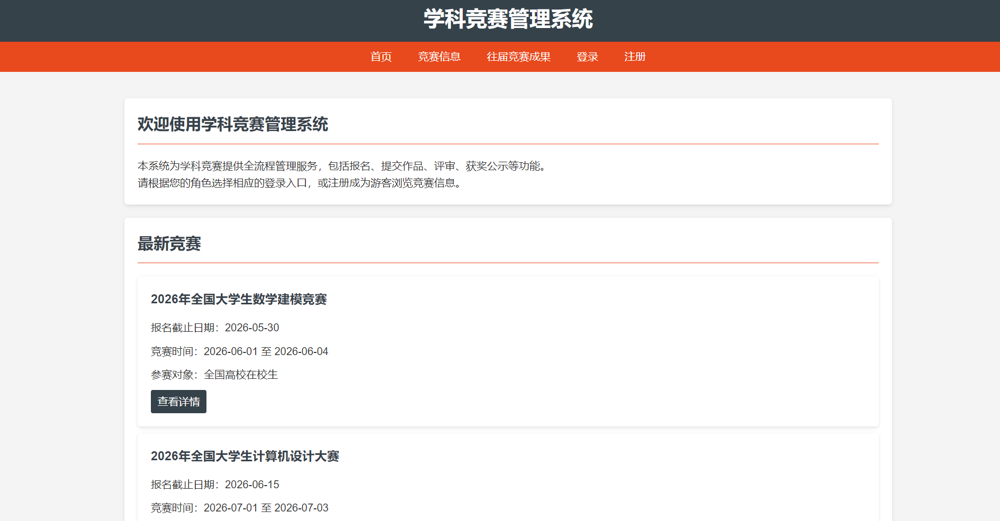 学科竞赛管理系统
首页 竞赛信息 往届竞赛成果 登录 注册
欢迎使用学科竞赛管理系统
本系统为学科竞赛提供全流程管理服务，包括报名、提交作品、评审、获奖公示等功能。
请根据您的角色选择相应的登录入口，或注册成为游客浏览竞赛信息。
最新竞赛
2026年全国大学生数学建模竞赛
报名截止日期：2026-05-30
竞赛时间：2026-06-01 至 2026-06-04
参赛对象：全国高校在校生
查看详情
2026年全国大学生计算机设计大赛
报名截止日期：2026-06-15
竞赛时间：2026-07-01 至 2026-07-03